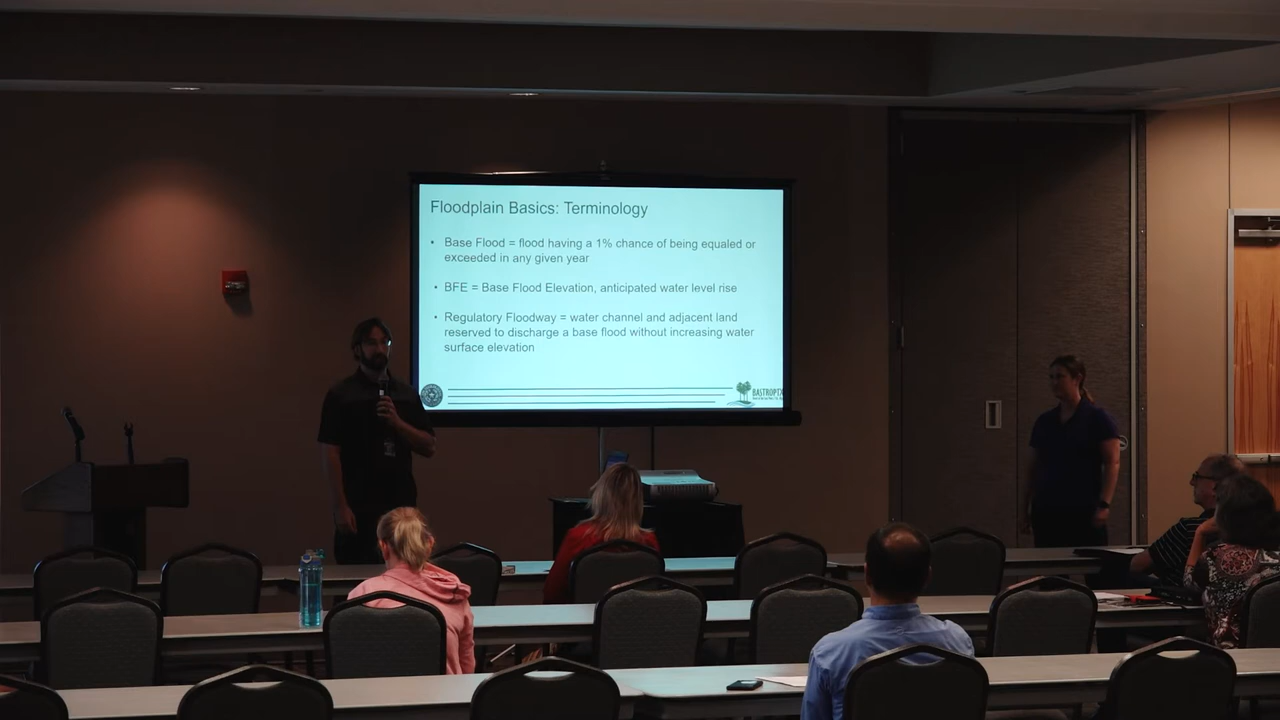 Floodplain Basics: Terminology
• Base Flood = flood having a 1% chance of being equaled or
exceeded in any given year
• BFE = Base Flood Elevation, anticipated water level rise
• Regulatory Floodway = water channel and adjacent land
reserved to discharge a base flood without increasing water
surface elevation
BASTROPTX